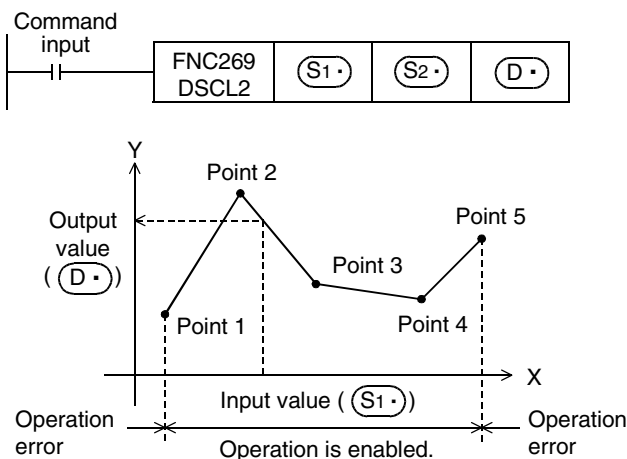 Command
input
FNC269
DSCL2
S1 •
S2 •
D •
Y
Point 2
Output
value
( D • )
Point 5
Point 3
Point 1
Point 4
X
Input value ( S1 • )
Operation
error
Operation is enabled.
Operation
error